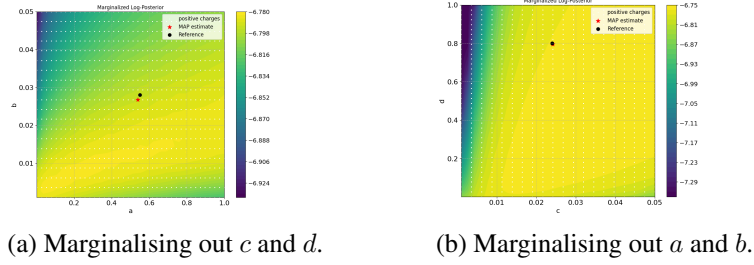 Marginalized Log-Posterior
positive charges
MAP estimate
Reference
b
0.05
0.04
0.03
0.02
0.01
0.2
0.4
0.6
0.8
1.0
a
−6.780
−6.798
−6.816
−6.834
−6.852
−6.870
−6.888
−6.906
−6.924
Marginalized Log-Posterior
positive charges
MAP estimate
Reference
d
1.0
0.8
0.6
0.4
0.2
0.01
0.02
0.03
0.04
0.05
c
−6.75
−6.81
−6.87
−6.93
−6.99
−7.05
−7.11
−7.17
−7.23
−7.29
(a) Marginalising out c and d.
(b) Marginalising out a and b.